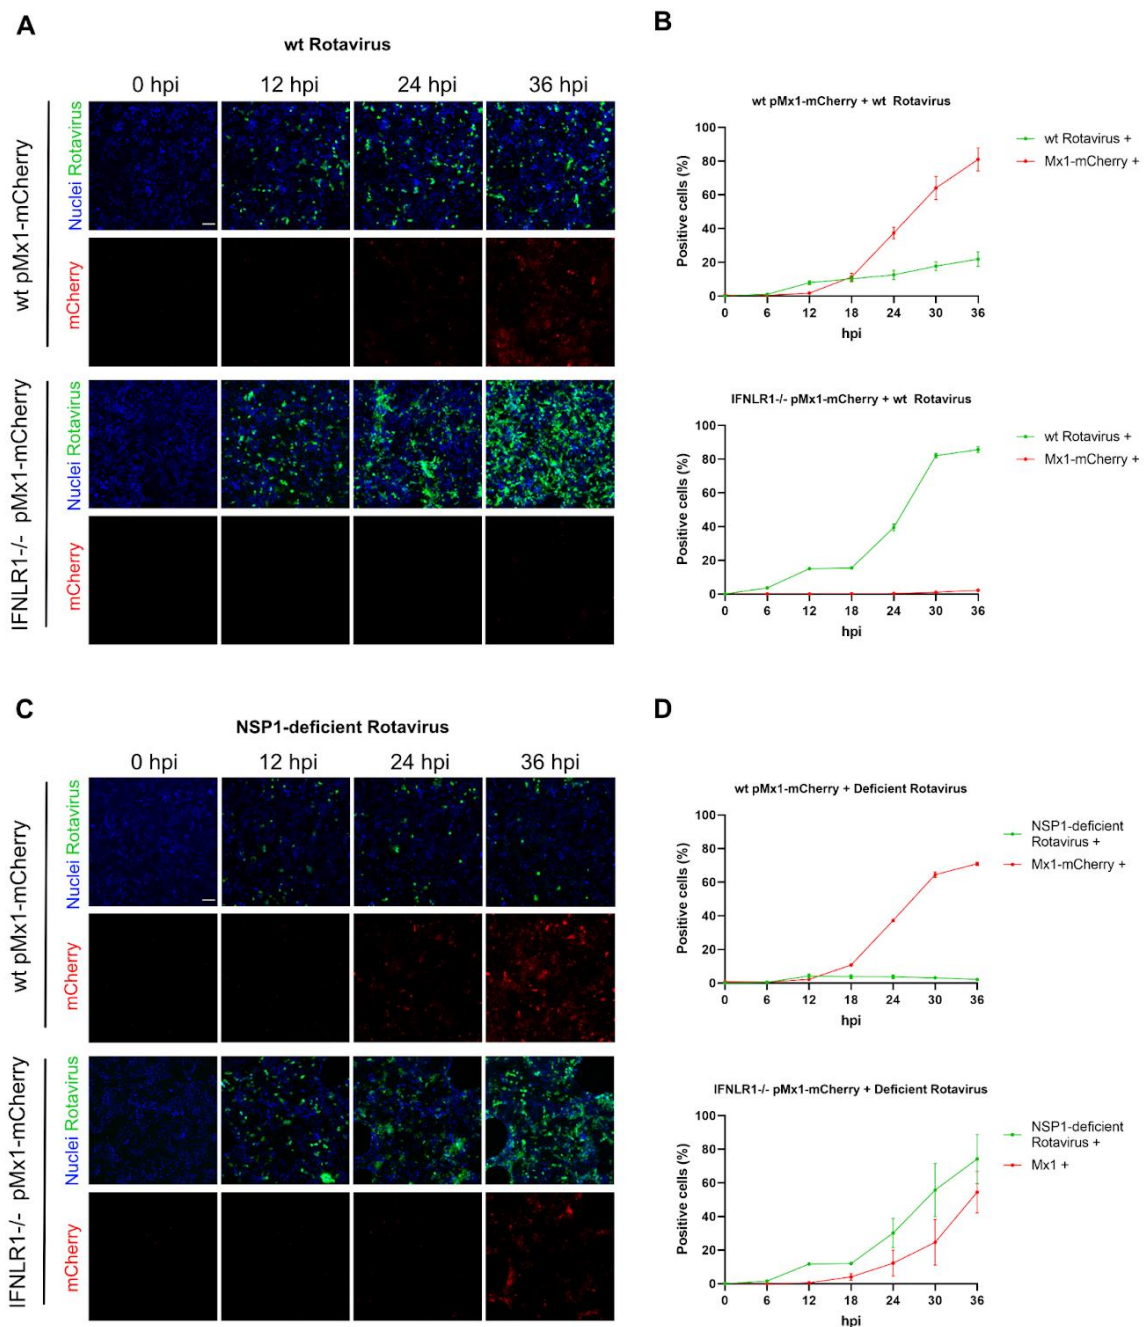 A
wt Rotavirus
0 hpi 12 hpi 24 hpi 36 hpi
wt pMx1-mCherry
Nuclei Rotavirus
mCherry
IFNLR1-/- pMx1-mCherry
Nuclei Rotavirus
mCherry
B
wt pMx1-mCherry + wt Rotavirus
Positive cells (%)
100
80
60
40
20
0
0 6 12 18 24 30 36
hpi
wt Rotavirus +
Mx1-mCherry +
IFNLR1-/- pMx1-mCherry + wt Rotavirus
Positive cells (%)
100
80
60
40
20
0
0 6 12 18 24 30 36
hpi
wt Rotavirus +
Mx1-mCherry +
C
NSP1-deficient Rotavirus
0 hpi 12 hpi 24 hpi 36 hpi
wt pMx1-mCherry
Nuclei Rotavirus
mCherry
IFNLR1-/- pMx1-mCherry
Nuclei Rotavirus
mCherry
D
wt pMx1-mCherry + Deficient Rotavirus
Positive cells (%)
100
80
60
40
20
0
0 6 12 18 24 30 36
hpi
NSP1-deficient
Rotavirus +
Mx1-mCherry +
IFNLR1-/- pMx1-mCherry + Deficient Rotavirus
Positive cells (%)
100
80
60
40
20
0
0 6 12 18 24 30 36
hpi
NSP1-deficient
Rotavirus +
Mx1 +